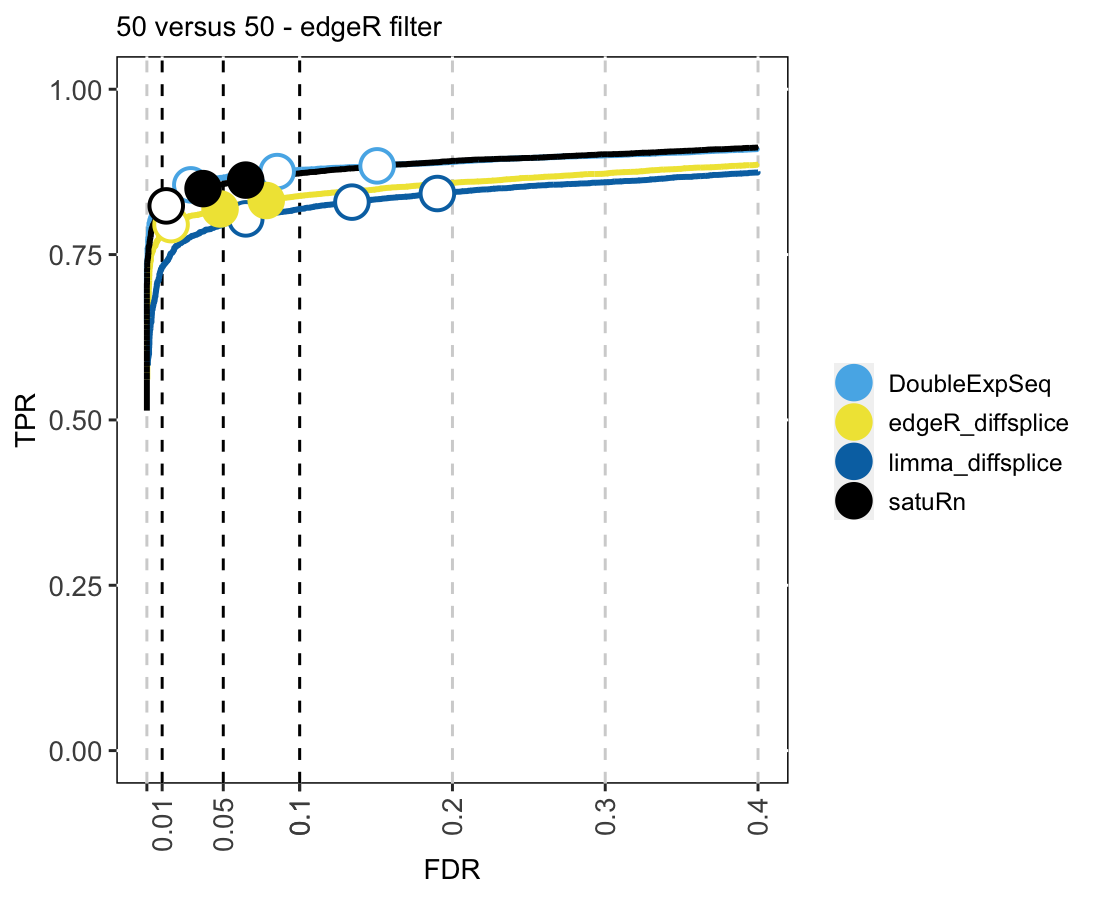 50 versus 50 - edgeR filter
1.00
0.75
0.50
0.25
0.00
TPR
0.01
0.05
0.1
0.2
0.3
0.4
FDR
DoubleExpSeq
edgeR_diffsplice
limma_diffsplice
satuRn